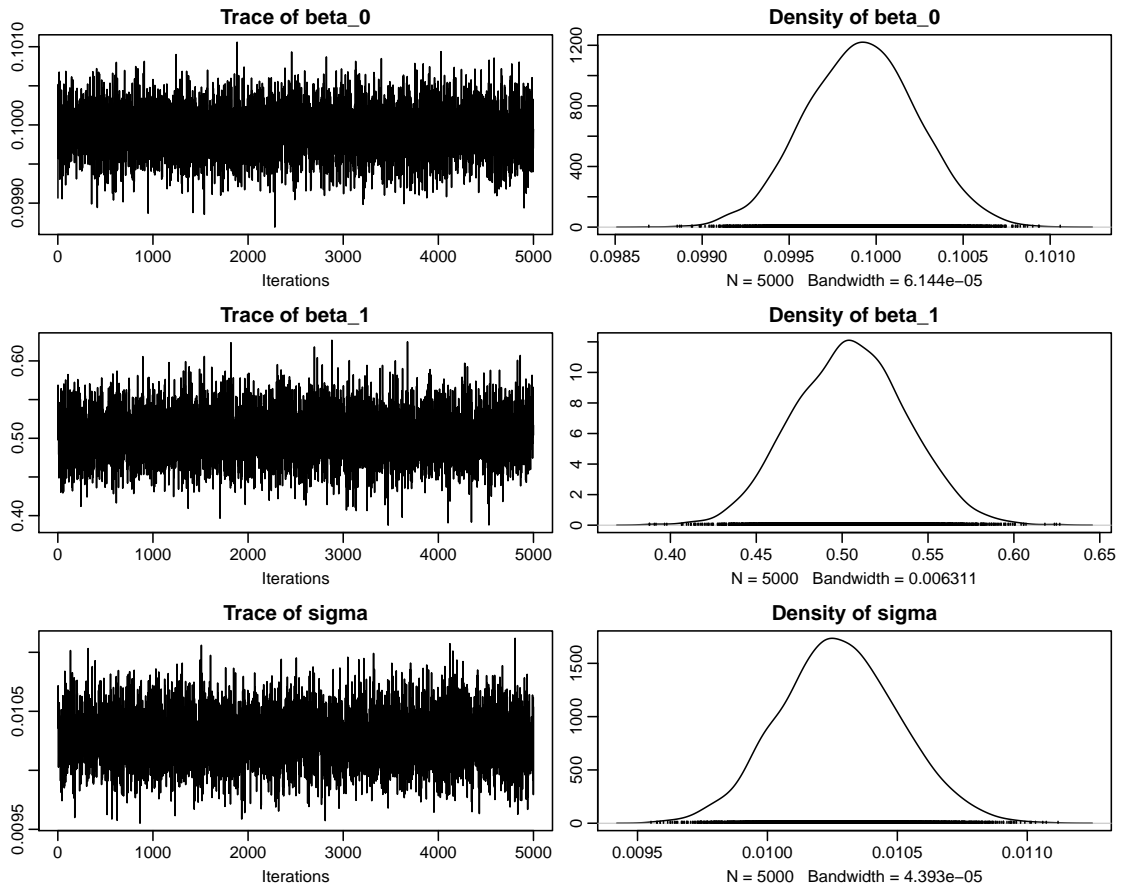 Trace of beta_0
0.0990 0.1000 0.1010
0 1000 2000 3000 4000 5000
Iterations
Density of beta_0
0 400 800 1200
0.0985 0.0990 0.0995 0.1000 0.1005 0.1010
N = 5000 Bandwidth = 6.144e−05
Trace of beta_1
0.40 0.50 0.60
0 1000 2000 3000 4000 5000
Iterations
Density of beta_1
0 2 4 6 8 10
0.40 0.45 0.50 0.55 0.60 0.65
N = 5000 Bandwidth = 0.006311
Trace of sigma
0.0095 0.0105
0 1000 2000 3000 4000 5000
Iterations
Density of sigma
0 500 1000 1500
0.0095 0.0100 0.0105 0.0110
N = 5000 Bandwidth = 4.393e−05